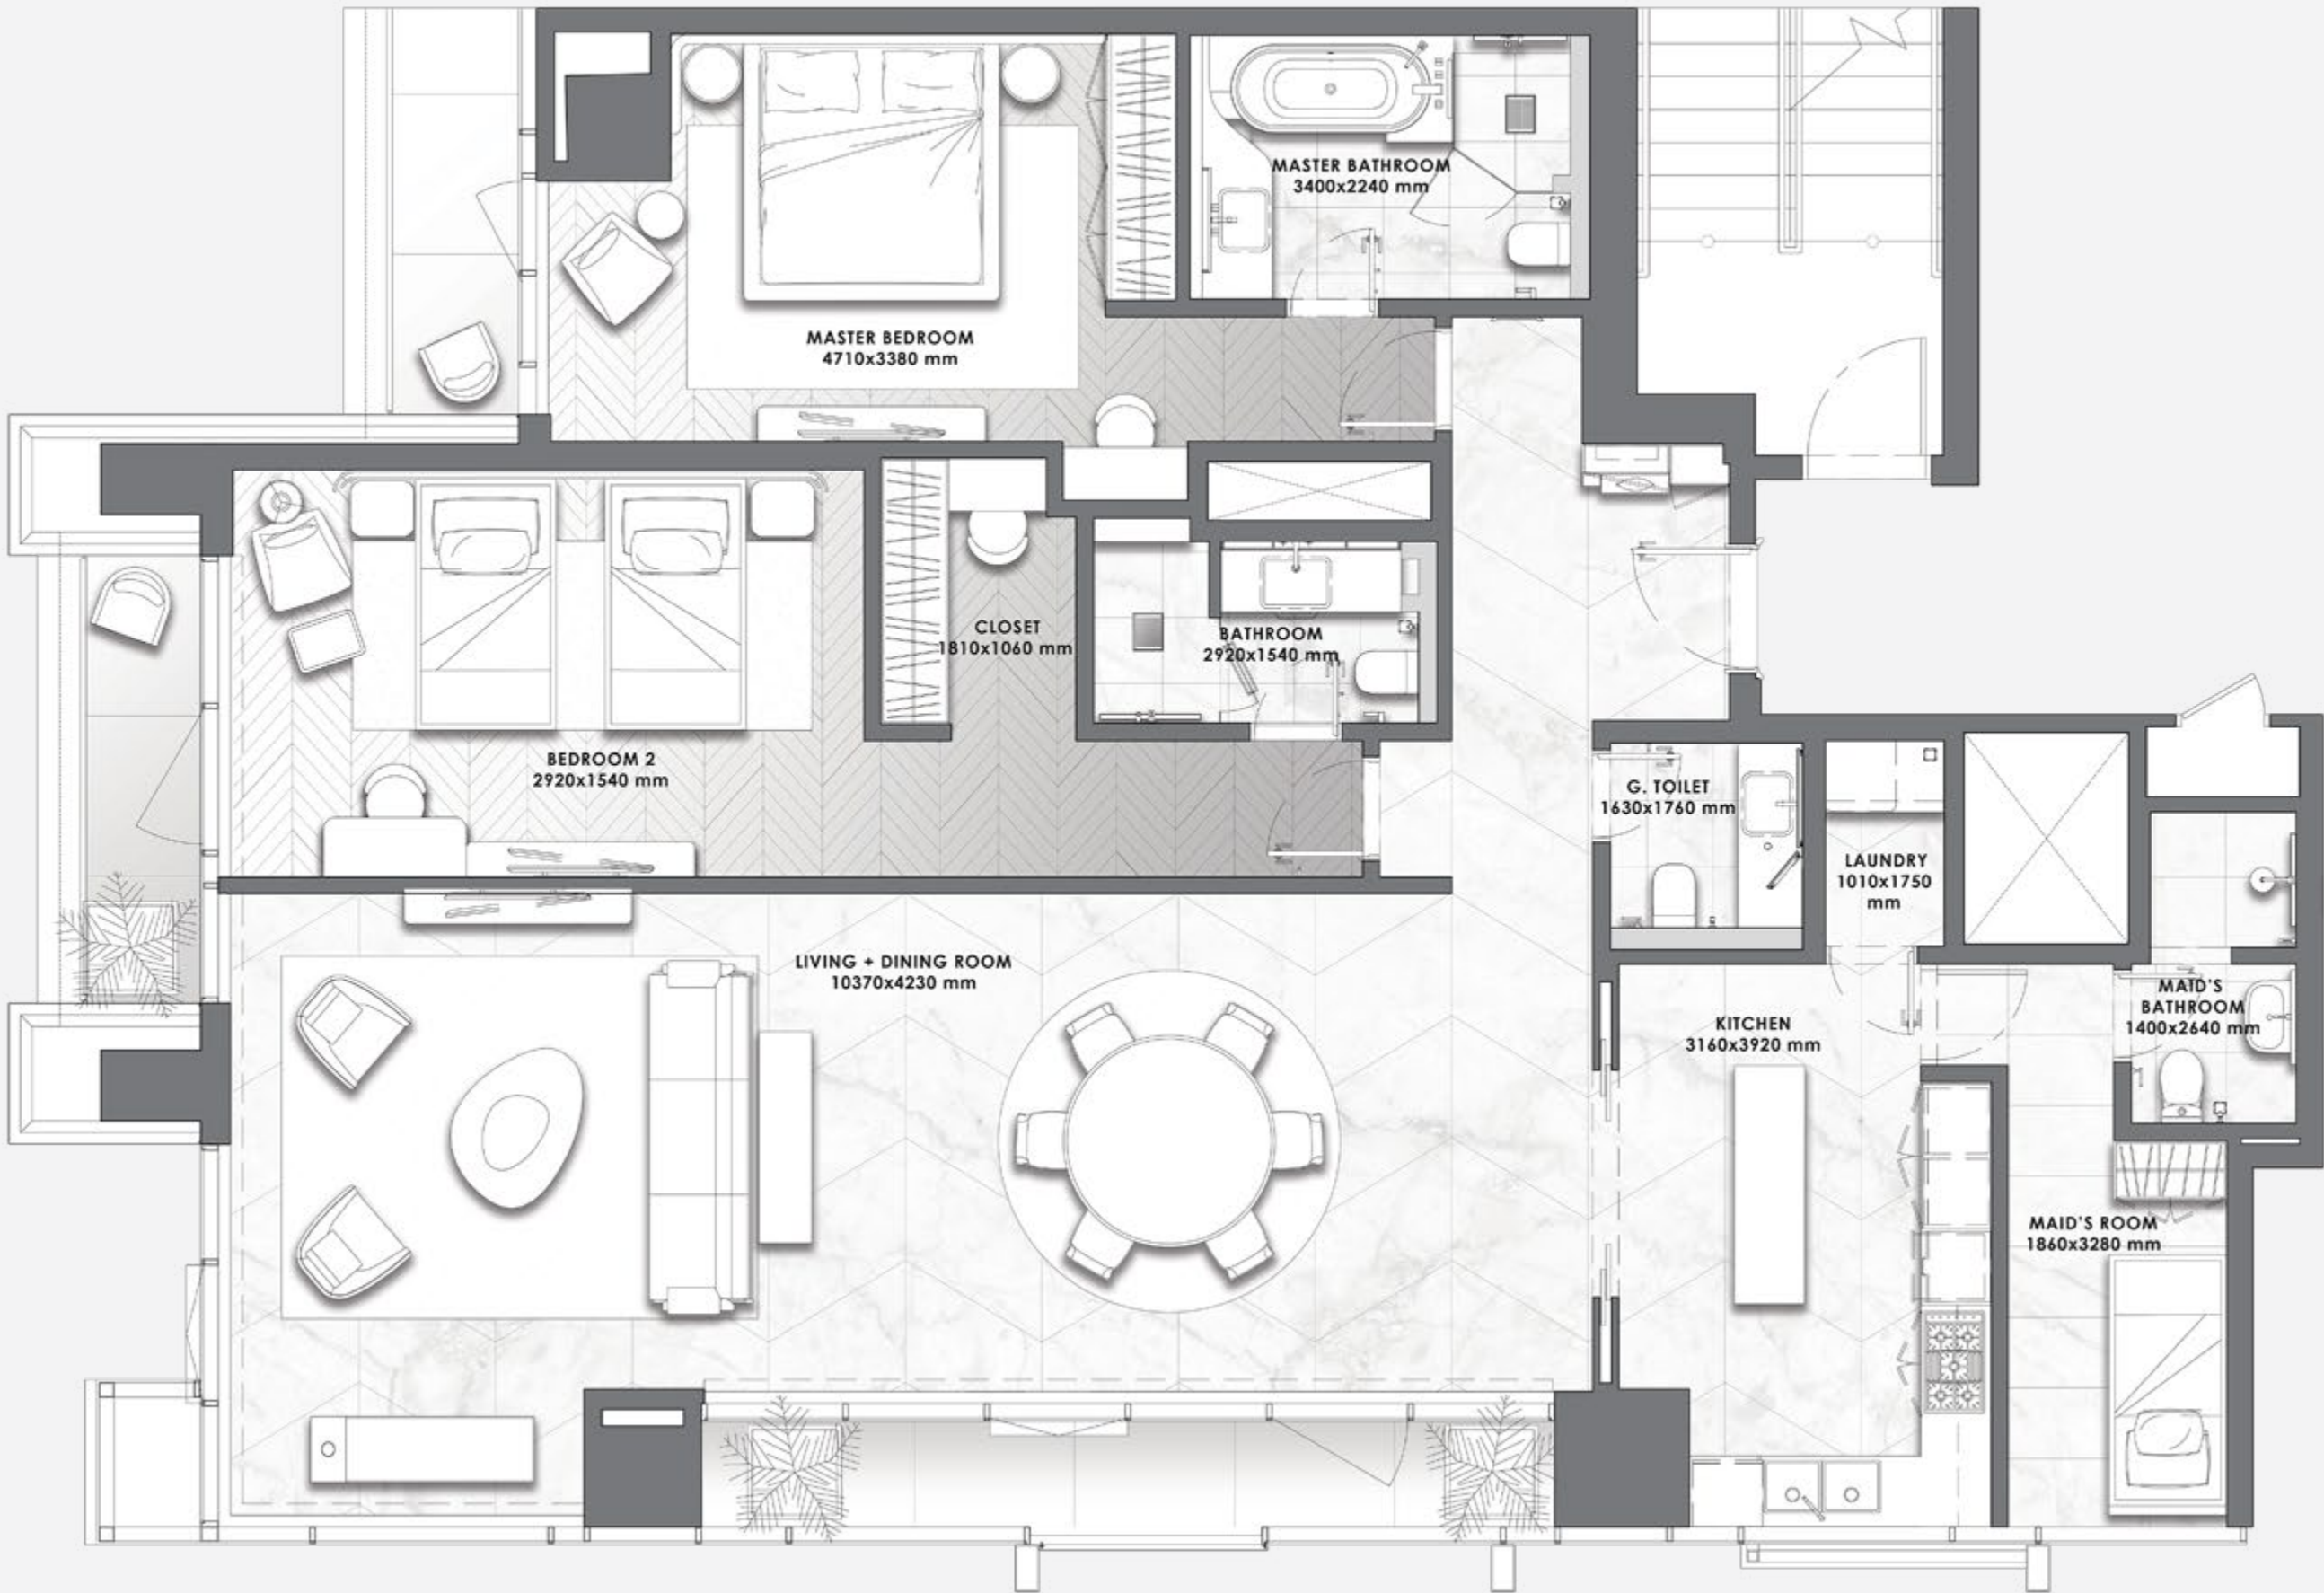 MASTER BATHROOM
3400x2240 mm
MASTER BEDROOM
4710x3380 mm
CLOSET
1810x1060 mm
BATHROOM
2920x1540 mm
BEDROOM 2
2920x1540 mm
G. TOILET
1630x1760 mm
LAUNDRY
1010x1750
mm
LIVING + DINING ROOM
10370x4230 mm
MAID'S
BATHROOM
1400x2640 mm
KITCHEN
3160x3920 mm
MAID'S ROOM
1860x3280 mm